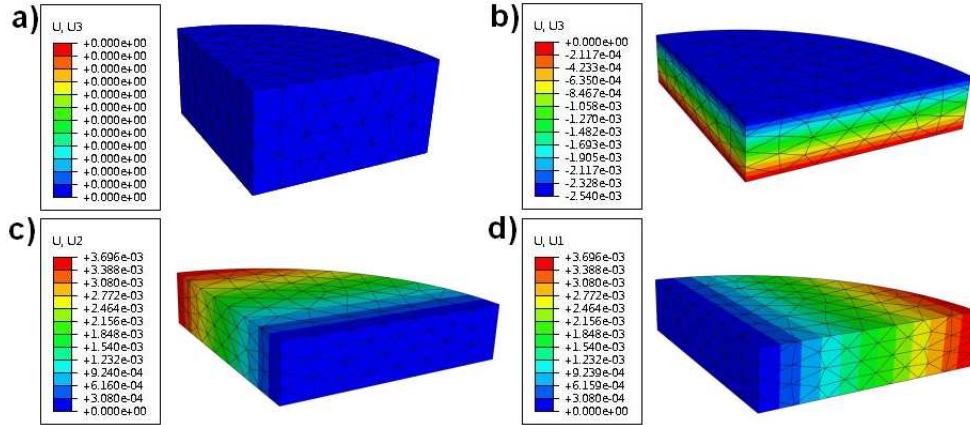 a)
U, U3
+0.000e+00
+0.000e+00
+0.000e+00
+0.000e+00
+0.000e+00
+0.000e+00
+0.000e+00
+0.000e+00
+0.000e+00
+0.000e+00
+0.000e+00
+0.000e+00
+0.000e+00
b)
U, U3
+0.000e+00
-2.117e-04
-4.233e-04
-6.350e-04
-8.467e-04
-1.058e-03
-1.270e-03
-1.482e-03
-1.693e-03
-1.905e-03
-2.117e-03
-2.328e-03
-2.540e-03
c)
U, U2
+3.696e-03
+3.388e-03
+3.080e-03
+2.772e-03
+2.464e-03
+2.156e-03
+1.848e-03
+1.540e-03
+1.232e-03
+9.240e-04
+6.160e-04
+3.080e-04
+0.000e+00
d)
U, U1
+3.696e-03
+3.388e-03
+3.080e-03
+2.772e-03
+2.464e-03
+2.156e-03
+1.848e-03
+1.540e-03
+1.232e-03
+9.239e-04
+6.159e-04
+3.080e-04
+0.000e+00